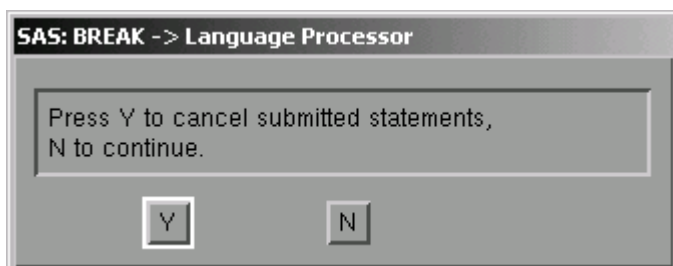 SAS: BREAK -> Language Processor
Press Y to cancel submitted statements,
N to continue.
Y N